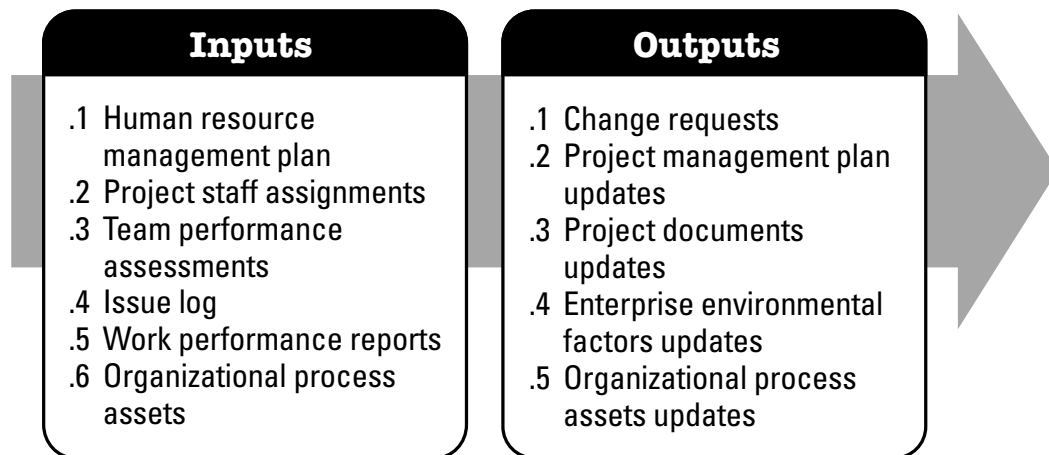 Inputs
.1 Human resource
management plan
.2 Project staff assignments
.3 Team performance
assessments
.4 Issue log
.5 Work performance reports
.6 Organizational process
assets
Outputs
.1 Change requests
.2 Project management plan
updates
.3 Project documents
updates
.4 Enterprise environmental
factors updates
.5 Organizational process
assets updates